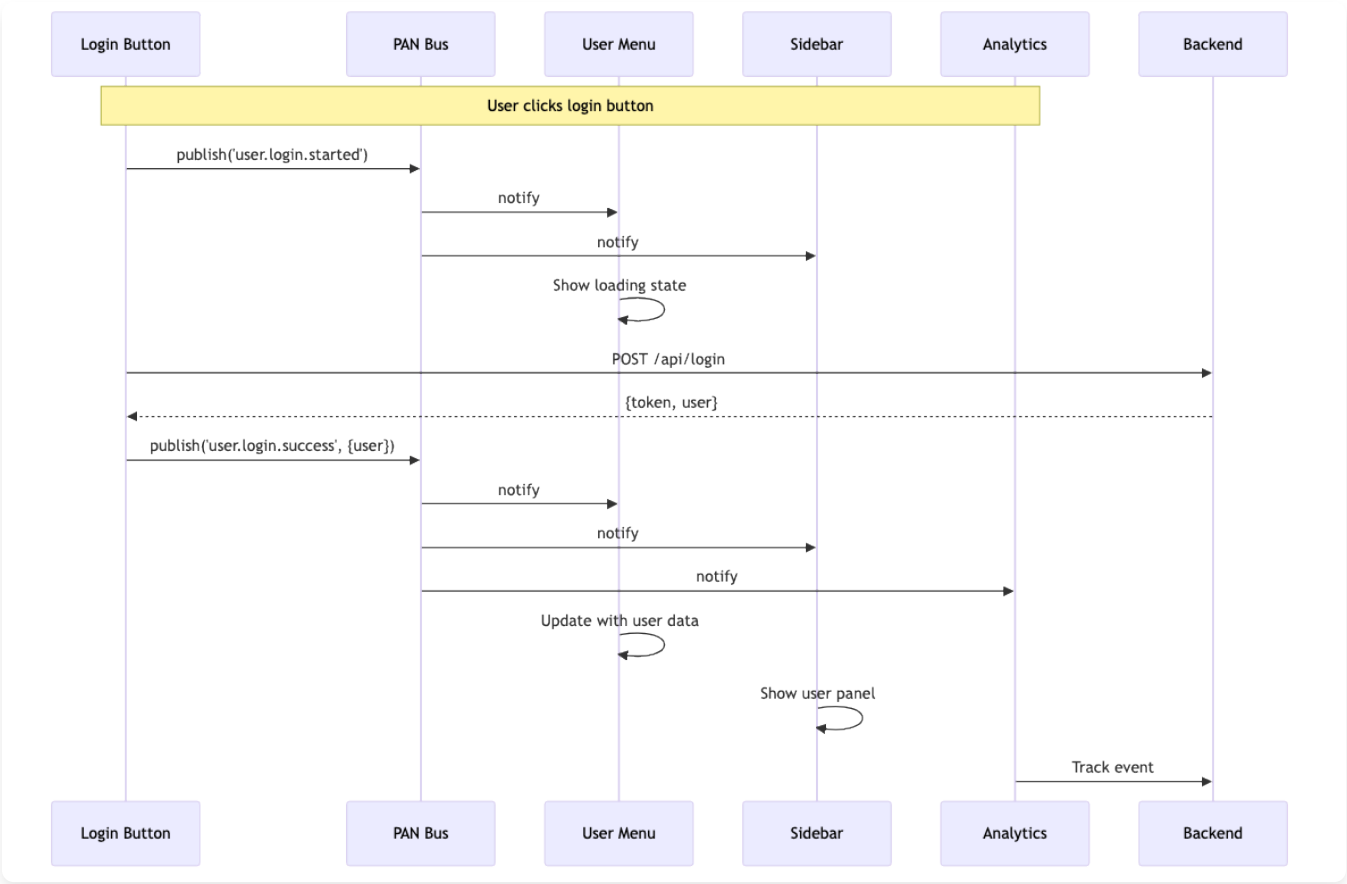 Login Button
PAN Bus
User Menu
Sidebar
Analytics
Backend
User clicks login button
publish('user.login.started')
notify
notify
Show loading state
POST /api/login
{token, user}
publish('user.login.success', {user})
notify
notify
notify
Update with user data
Show user panel
Track event
Login Button
PAN Bus
User Menu
Sidebar
Analytics
Backend